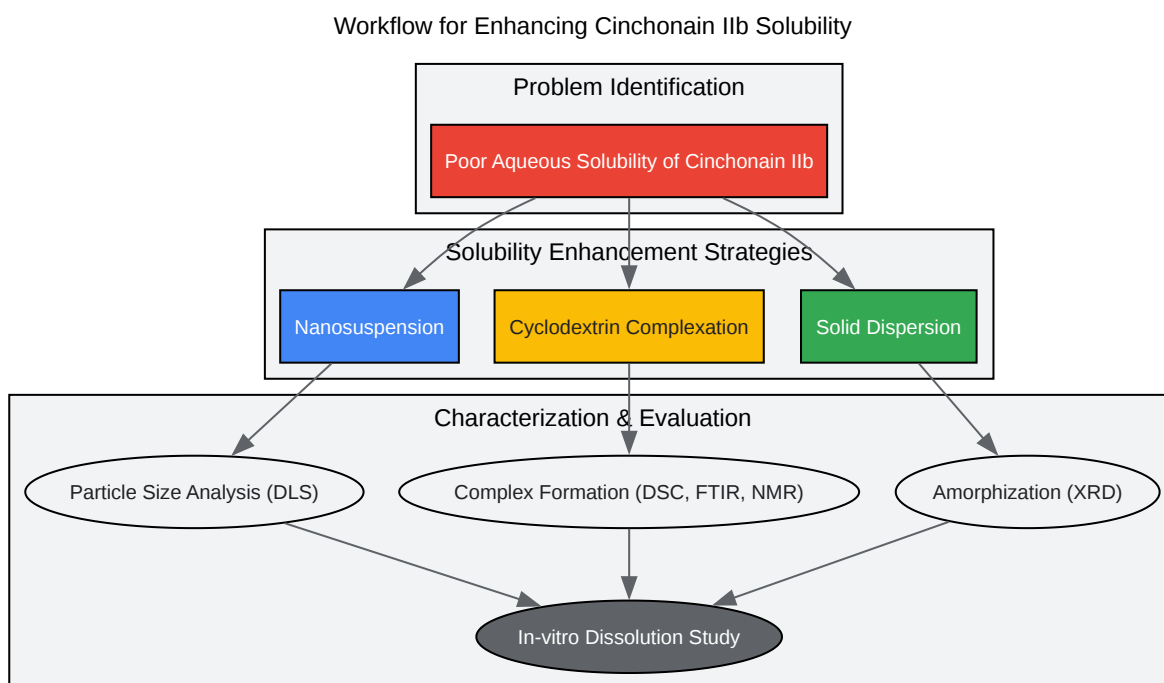 Workflow for Enhancing Cinchonain IIb Solubility
Problem Identification
Poor Aqueous Solubility of Cinchonain IIb
Solubility Enhancement Strategies
Nanosuspension
Cyclodextrin Complexation
Solid Dispersion
Characterization & Evaluation
Particle Size Analysis (DLS)
Complex Formation (DSC, FTIR, NMR)
Amorphization (XRD)
In-vitro Dissolution Study